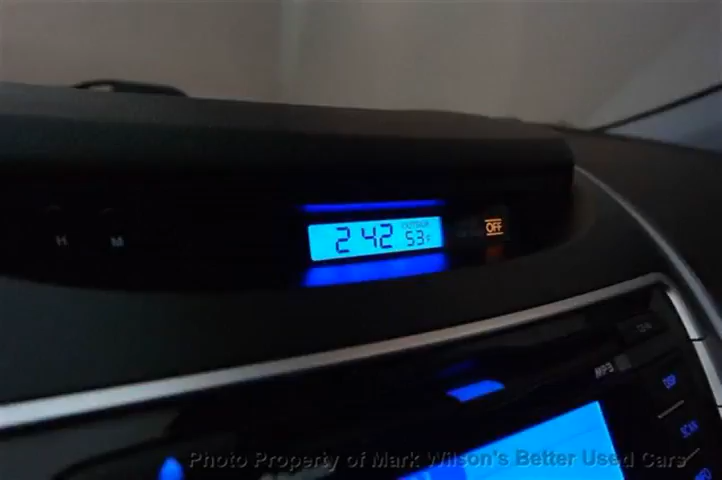 H M
2 42 OUTSIDE
53 F
OFF
MP3
DISP
SCAN
Photo Property of Mark Wilson's Better Used Cars